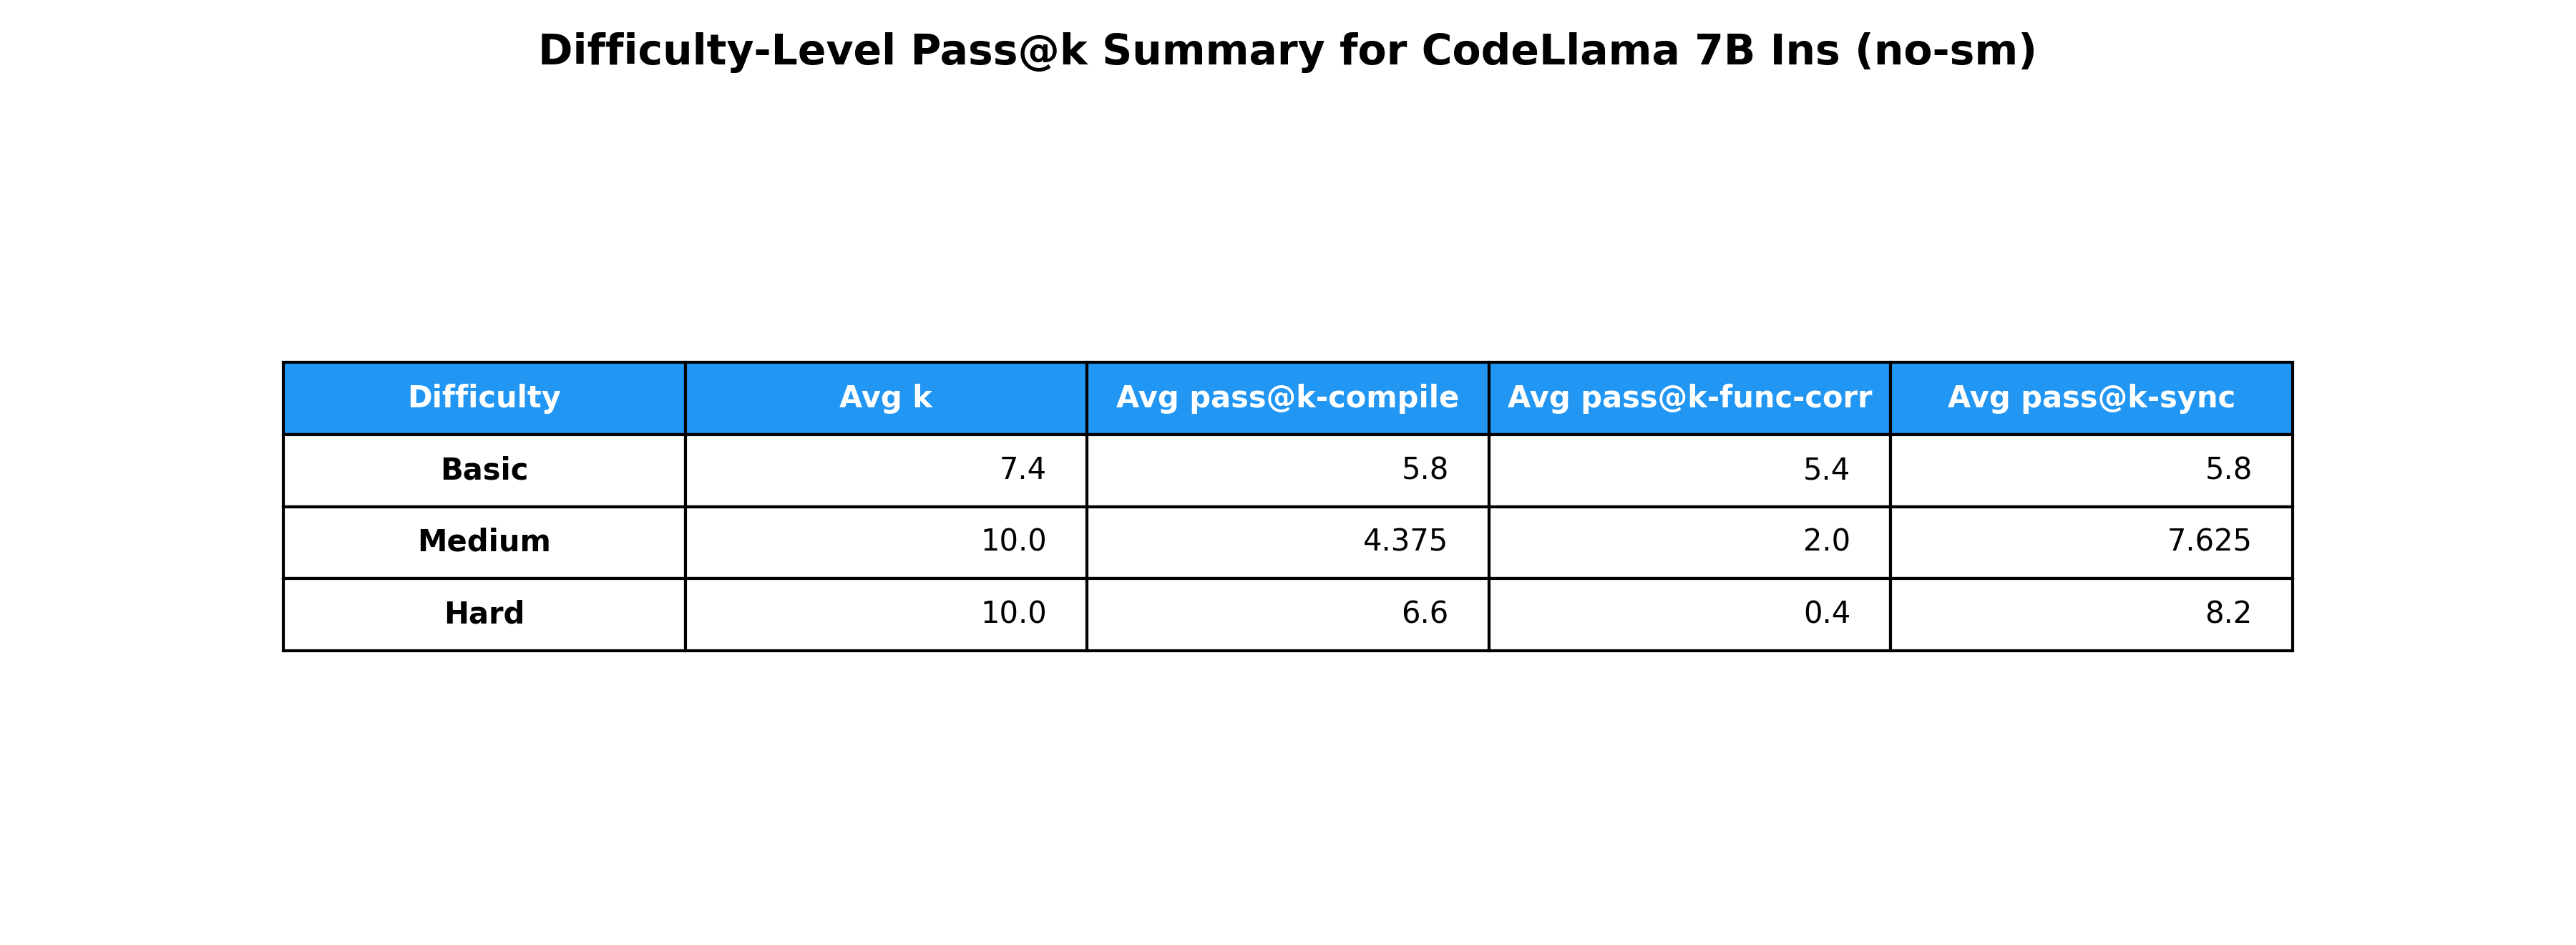 Difficulty-Level Pass@k Summary for CodeLlama 7B Ins (no-sm)
Difficulty Avg k Avg pass@k-compile Avg pass@k-func-corr Avg pass@k-sync
Basic 7.4 5.8 5.4 5.8
Medium 10.0 4.375 2.0 7.625
Hard 10.0 6.6 0.4 8.2